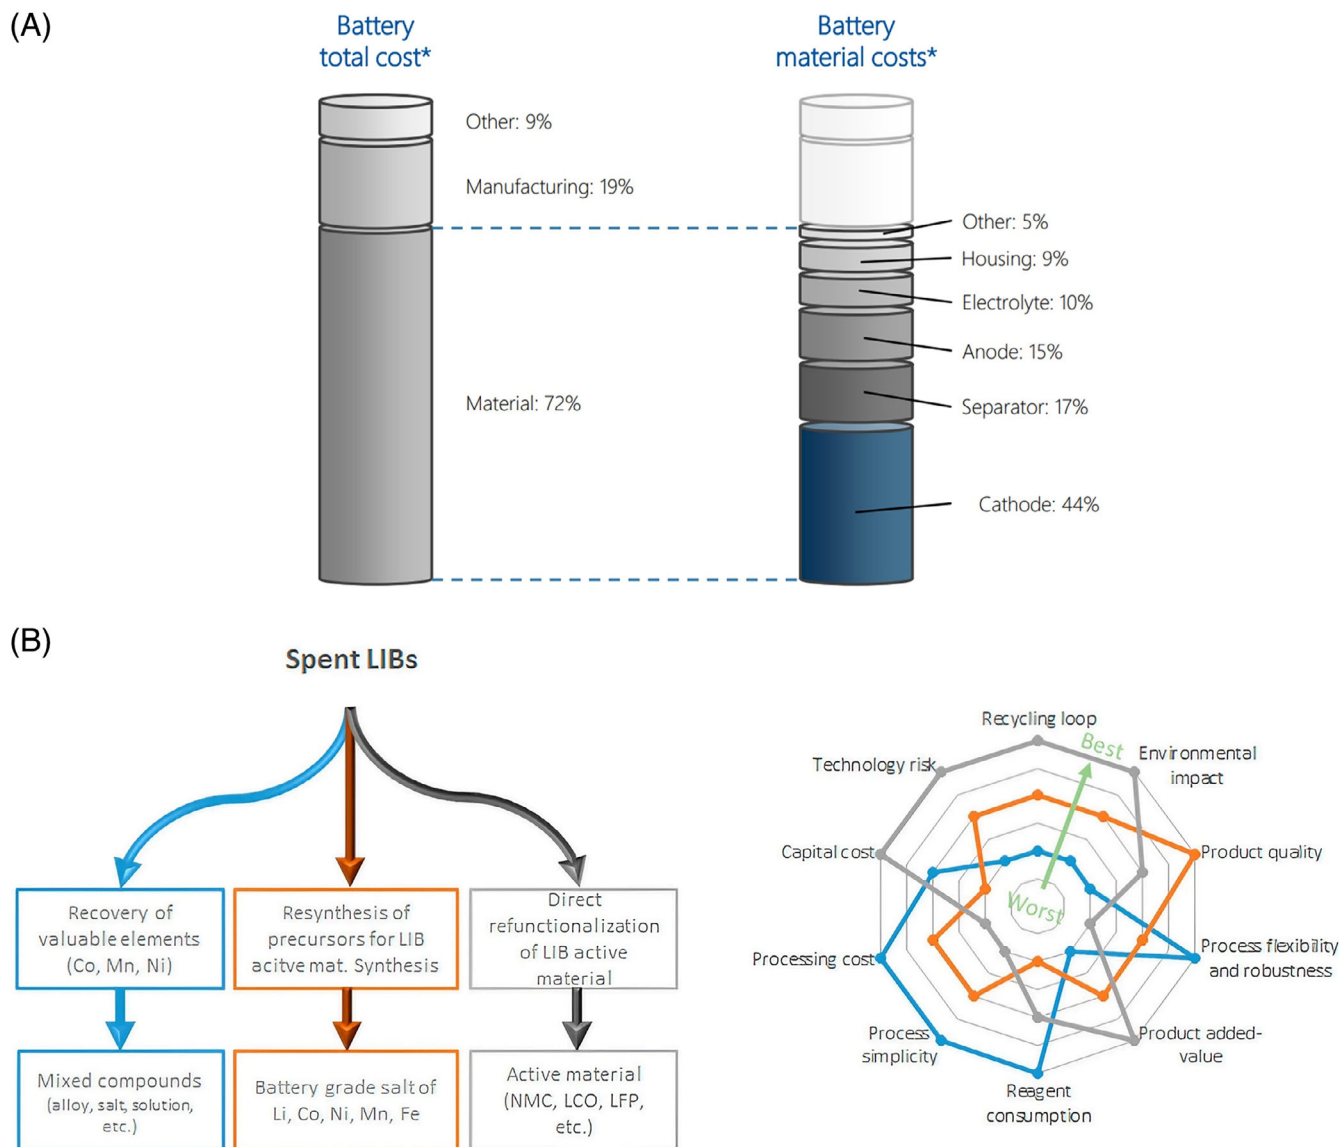 (A)
Battery
total cost*
Battery
material costs*
Other: 9%
Manufacturing: 19%
Material: 72%
Other: 5%
Housing: 9%
Electrolyte: 10%
Anode: 15%
Separator: 17%
Cathode: 44%
(B)
Spent LIBs
Recovery of
valuable elements
(Co, Mn, Ni)
Resynthesis of
precursors for LIB
acitve mat. Synthesis
Direct
refunctionalization
of LIB active
material
Mixed compounds
(alloy, salt, solution,
etc.)
Battery grade salt of
Li, Co, Ni, Mn, Fe
Active material
(NMC, LCO, LFP,
etc.)
Recycling loop
Best
Environmental
impact
Technology risk
Capital cost
Product quality
Worst
Processing cost
Process flexibility
and robustness
Process
simplicity
Product added-
value
Reagent
consumption